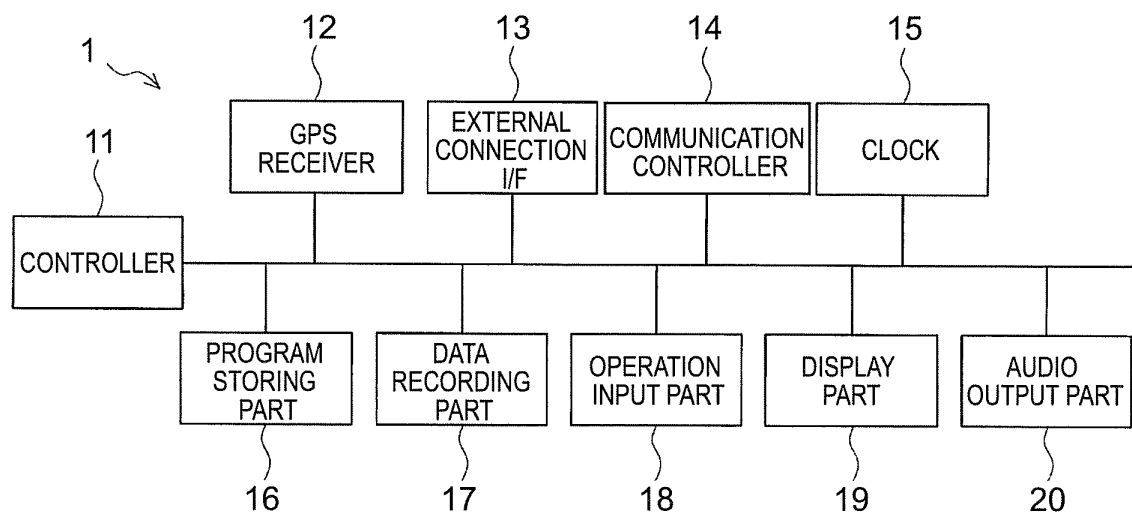 12
13
14
15
1
11
GPS
RECEIVER
EXTERNAL
CONNECTION
I/F
COMMUNICATION
CONTROLLER
CLOCK
CONTROLLER
PROGRAM
STORING
PART
DATA
RECORDING
PART
OPERATION
INPUT PART
DISPLAY
PART
AUDIO
OUTPUT PART
16
17
18
19
20